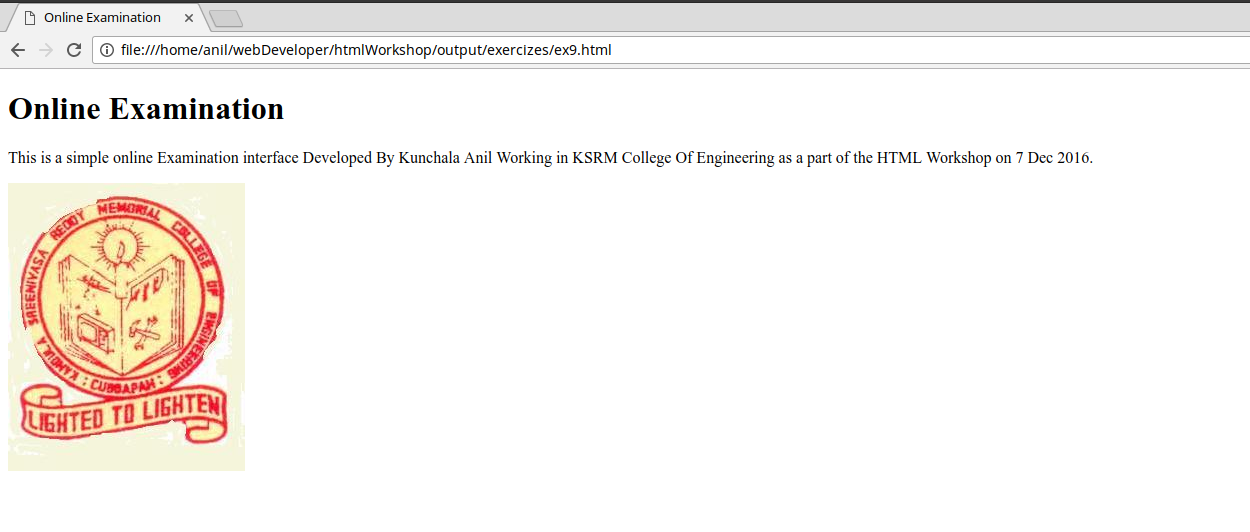 Online Examination
file:///home/anil/webDeveloper/htmlWorkshop/output/exercizes/ex9.html
Online Examination
This is a simple online Examination interface Developed By Kunchala Anil Working in KSRM College Of Engineering as a part of the HTML Workshop on 7 Dec 2016.
KANDULA SREENIVASA REDDY MEMORIAL COLLEGE OF ENGINEERING
: CUDDAPAH :
LIGHTED TO LIGHTEN